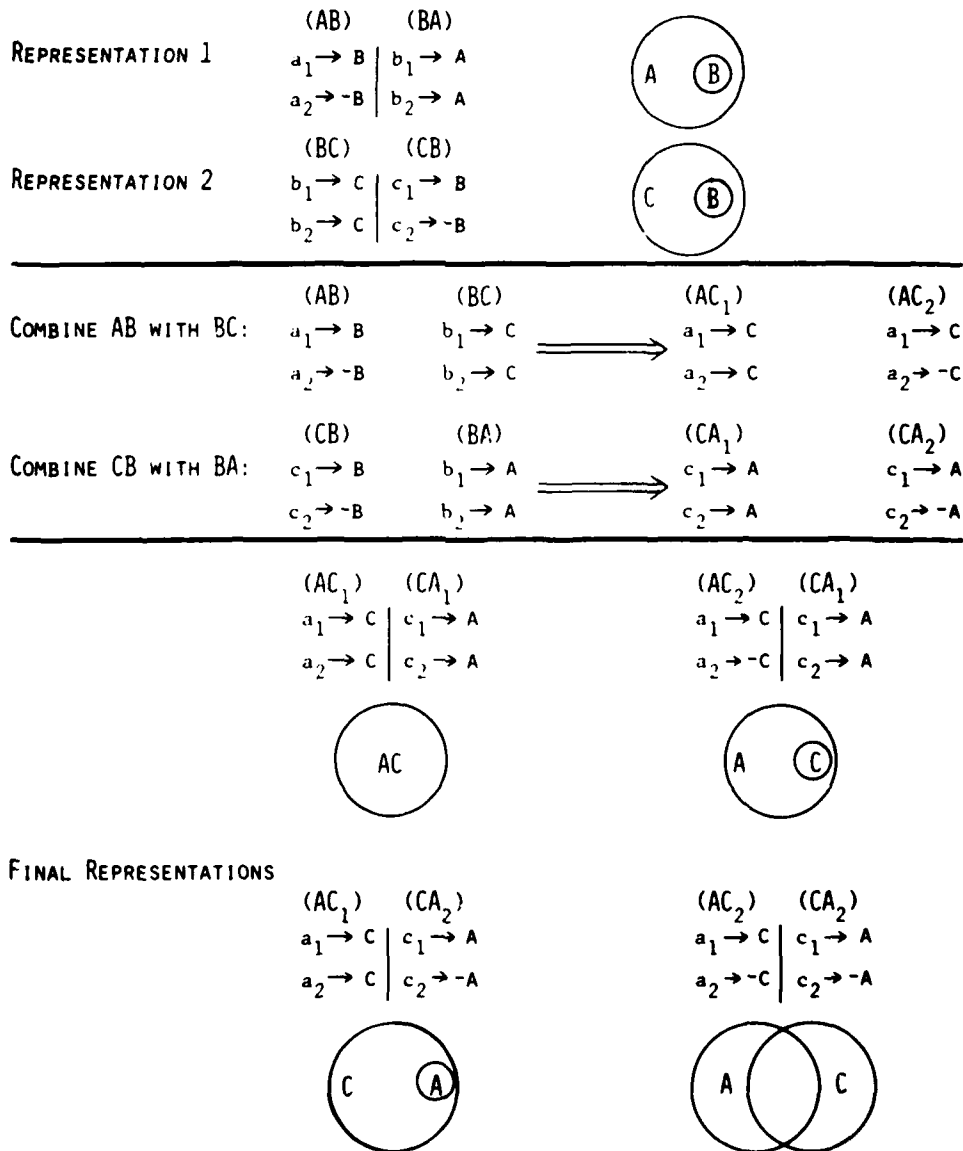 (AB) (BA)
REPRESENTATION 1 a1 → B | b1 → A A B
a2 → -B | b2 → A
(BC) (CB)
REPRESENTATION 2 b1 → C | c1 → B C B
b2 → C | c2 → -B
(AB) (BC) (AC1) (AC2)
COMBINE AB WITH BC: a1 → B b1 → C ⟹ a1 → C a1 → C
a2 → -B b2 → C a2 → C a2 → -C
(CB) (BA) (CA1) (CA2)
COMBINE CB WITH BA: c1 → B b1 → A ⟹ c1 → A c1 → A
c2 → -B b2 → A c2 → A c2 → -A
(AC1) (CA1) (AC2) (CA1)
a1 → C | c1 → A a1 → C | c1 → A
a2 → C | c2 → A a2 → -C | c2 → A
AC A C
FINAL REPRESENTATIONS
(AC1) (CA2) (AC2) (CA2)
a1 → C | c1 → A a1 → C | c1 → A
a2 → C | c2 → -A a2 → -C | c2 → -A
C A A C